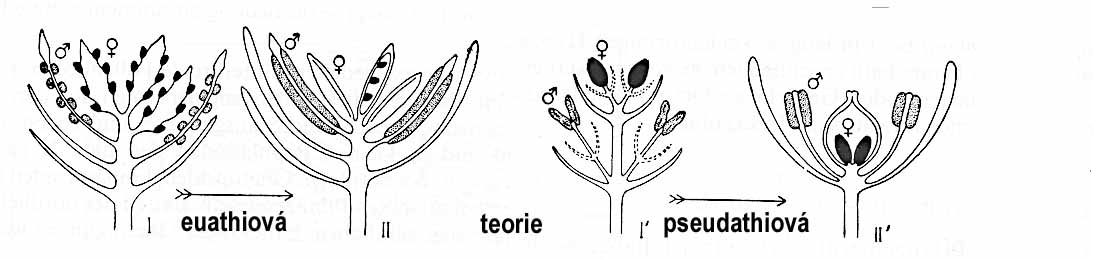 ♂ ♀ ♂ ♀ ♀ ♂ ♂ ♀
I euathiová II teorie I' pseudathiová II'